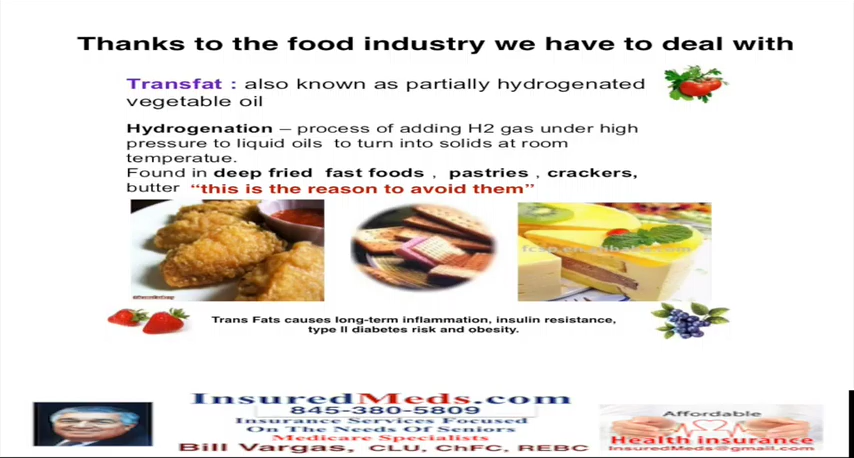 Thanks to the food industry we have to deal with
Transfat : also known as partially hydrogenated
vegetable oil
Hydrogenation – process of adding H2 gas under high
pressure to liquid oils to turn into solids at room
temperatue.
Found in deep fried fast foods , pastries , crackers,
butter “this is the reason to avoid them”
Trans Fats causes long-term inflammation, insulin resistance,
type II diabetes risk and obesity.
InsuredMeds.com
845-380-5809
Insurance Services Focused
On The Needs Of Seniors
Medicare Specialists
Bill Vargas, CLU, ChFC, REBC
Affordable
Health insurance
InsuredMeds@gmail.com